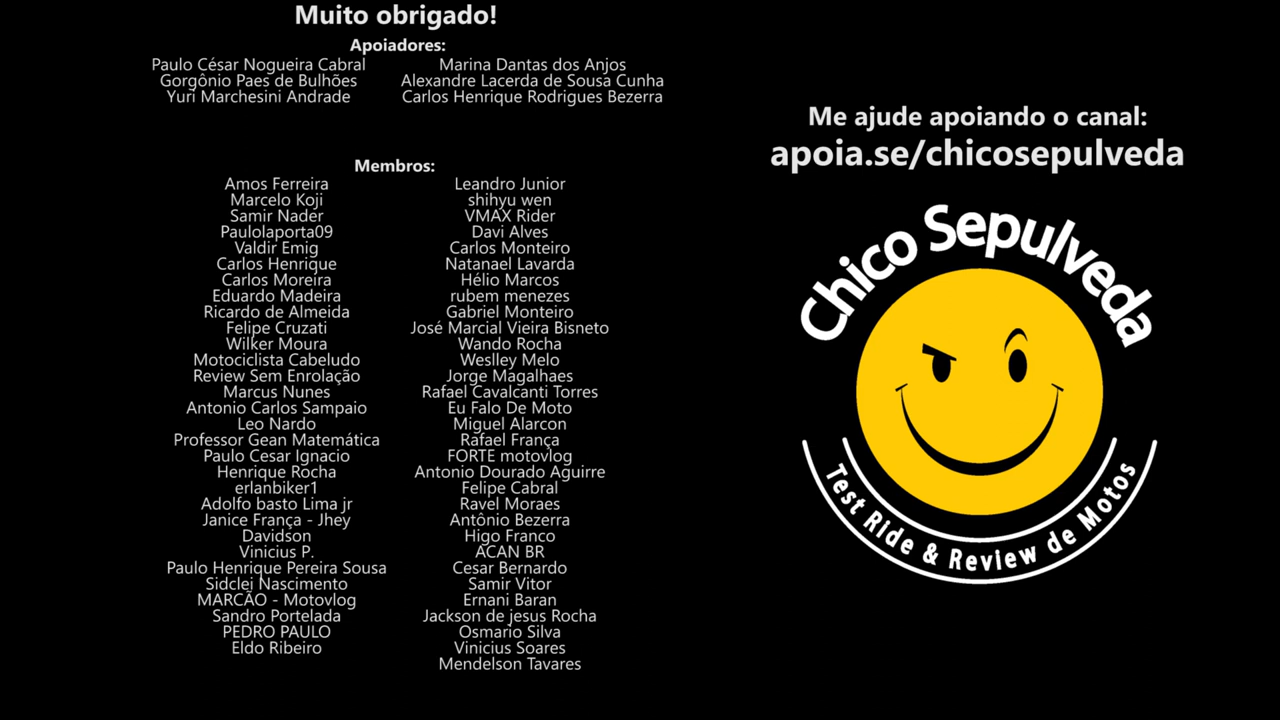 Muito obrigado!
Apoiadores:
Paulo César Nogueira Cabral
Gorgônio Paes de Bulhões
Yuri Marchesini Andrade
Marina Dantas dos Anjos
Alexandre Lacerda de Sousa Cunha
Carlos Henrique Rodrigues Bezerra
Membros:
Amos Ferreira
Marcelo Koji
Samir Nader
Paulolaporta09
Valdir Emig
Carlos Henrique
Carlos Moreira
Eduardo Madeira
Ricardo de Almeida
Felipe Cruzati
Wilker Moura
Motociclista Cabeludo
Review Sem Enrolação
Marcus Nunes
Antonio Carlos Sampaio
Leo Nardo
Professor Gean Matemática
Paulo Cesar Ignacio
Henrique Rocha
erlanbiker1
Adolfo basto Lima jr
Janice França - Jhey
Davidson
Vinicius P.
Paulo Henrique Pereira Sousa
Sidclei Nascimento
MARCÃO - Motovlog
Sandro Portelada
PEDRO PAULO
Eldo Ribeiro
Leandro Junior
shihyu wen
VMAX Rider
Davi Alves
Carlos Monteiro
Natanael Lavarda
Hélio Marcos
rubem menezes
Gabriel Monteiro
José Marcial Vieira Bisneto
Wando Rocha
Weslley Melo
Jorge Magalhaes
Rafael Cavalcanti Torres
Eu Falo De Moto
Miguel Alarcon
Rafael França
FORTE motovlog
Antonio Dourado Aguirre
Felipe Cabral
Ravel Moraes
Antônio Bezerra
Higo Franco
ACAN BR
Cesar Bernardo
Samir Vitor
Ernani Baran
Jackson de jesus Rocha
Osmario Silva
Vinicius Soares
Mendelson Tavares
Me ajude apoiando o canal:
apoia.se/chicosepulveda
Chico Sepulveda
Test Ride & Review de Motos